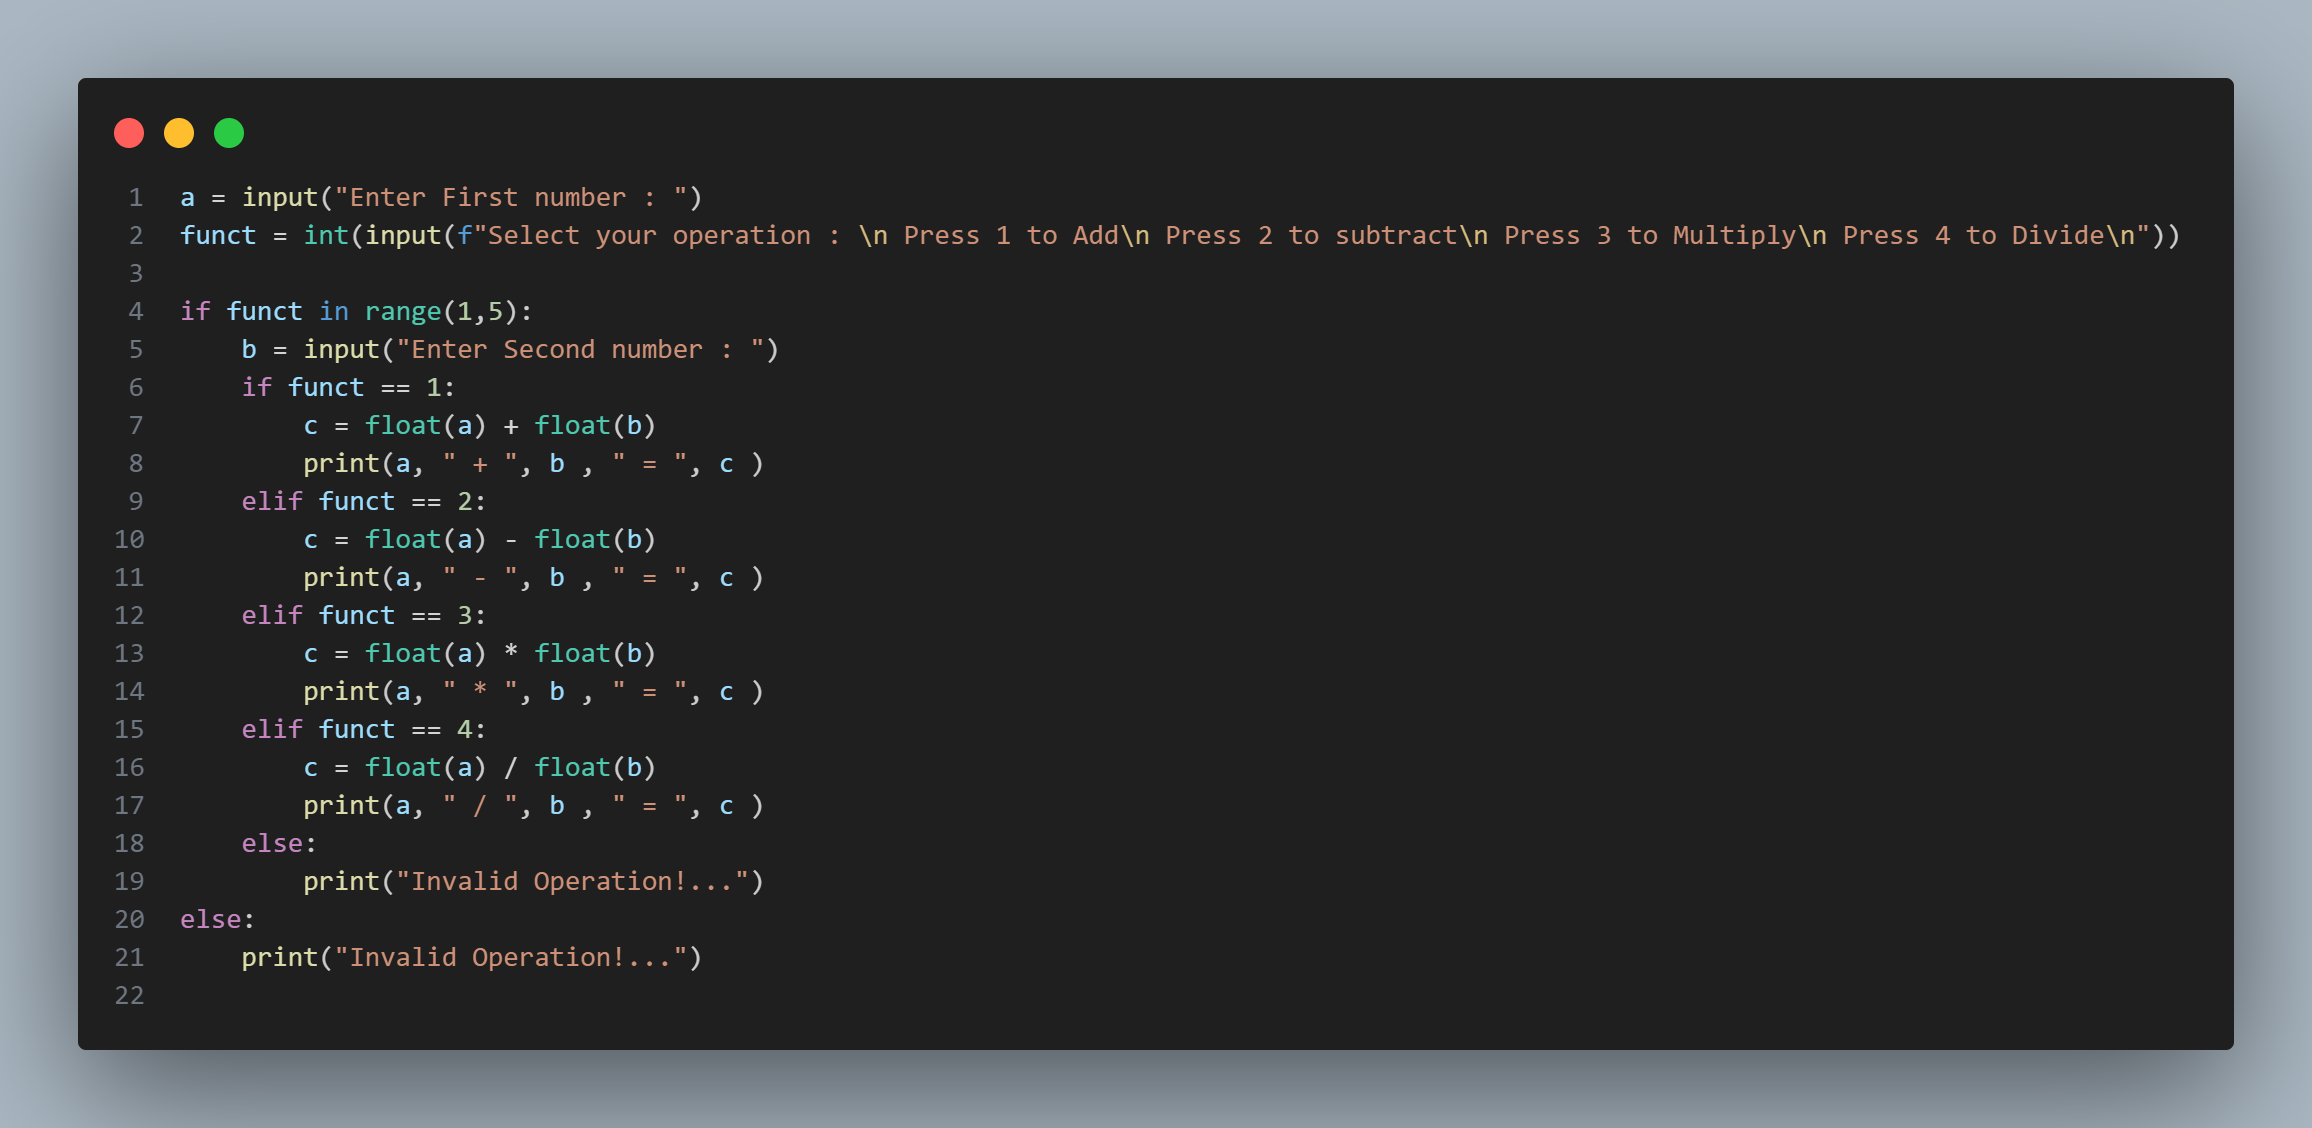 1 a = input("Enter First number : ")
2 funct = int(input(f"Select your operation : \n Press 1 to Add\n Press 2 to subtract\n Press 3 to Multiply\n Press 4 to Divide\n"))
3
4 if funct in range(1,5):
5     b = input("Enter Second number : ")
6     if funct == 1:
7         c = float(a) + float(b)
8         print(a, " + ", b , " = ", c )
9     elif funct == 2:
10         c = float(a) - float(b)
11         print(a, " - ", b , " = ", c )
12     elif funct == 3:
13         c = float(a) * float(b)
14         print(a, " * ", b , " = ", c )
15     elif funct == 4:
16         c = float(a) / float(b)
17         print(a, " / ", b , " = ", c )
18     else:
19         print("Invalid Operation!...")
20 else:
21     print("Invalid Operation!...")
22